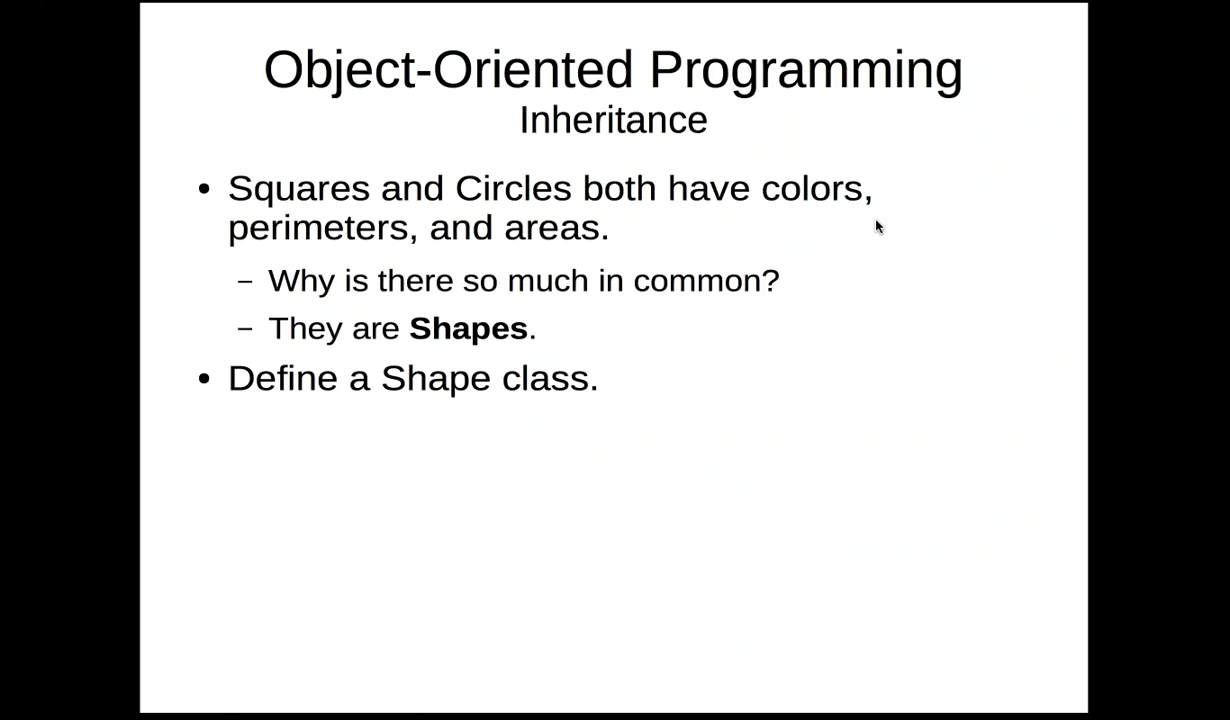 Object-Oriented Programming
Inheritance
• Squares and Circles both have colors,
perimeters, and areas.
– Why is there so much in common?
– They are Shapes.
• Define a Shape class.